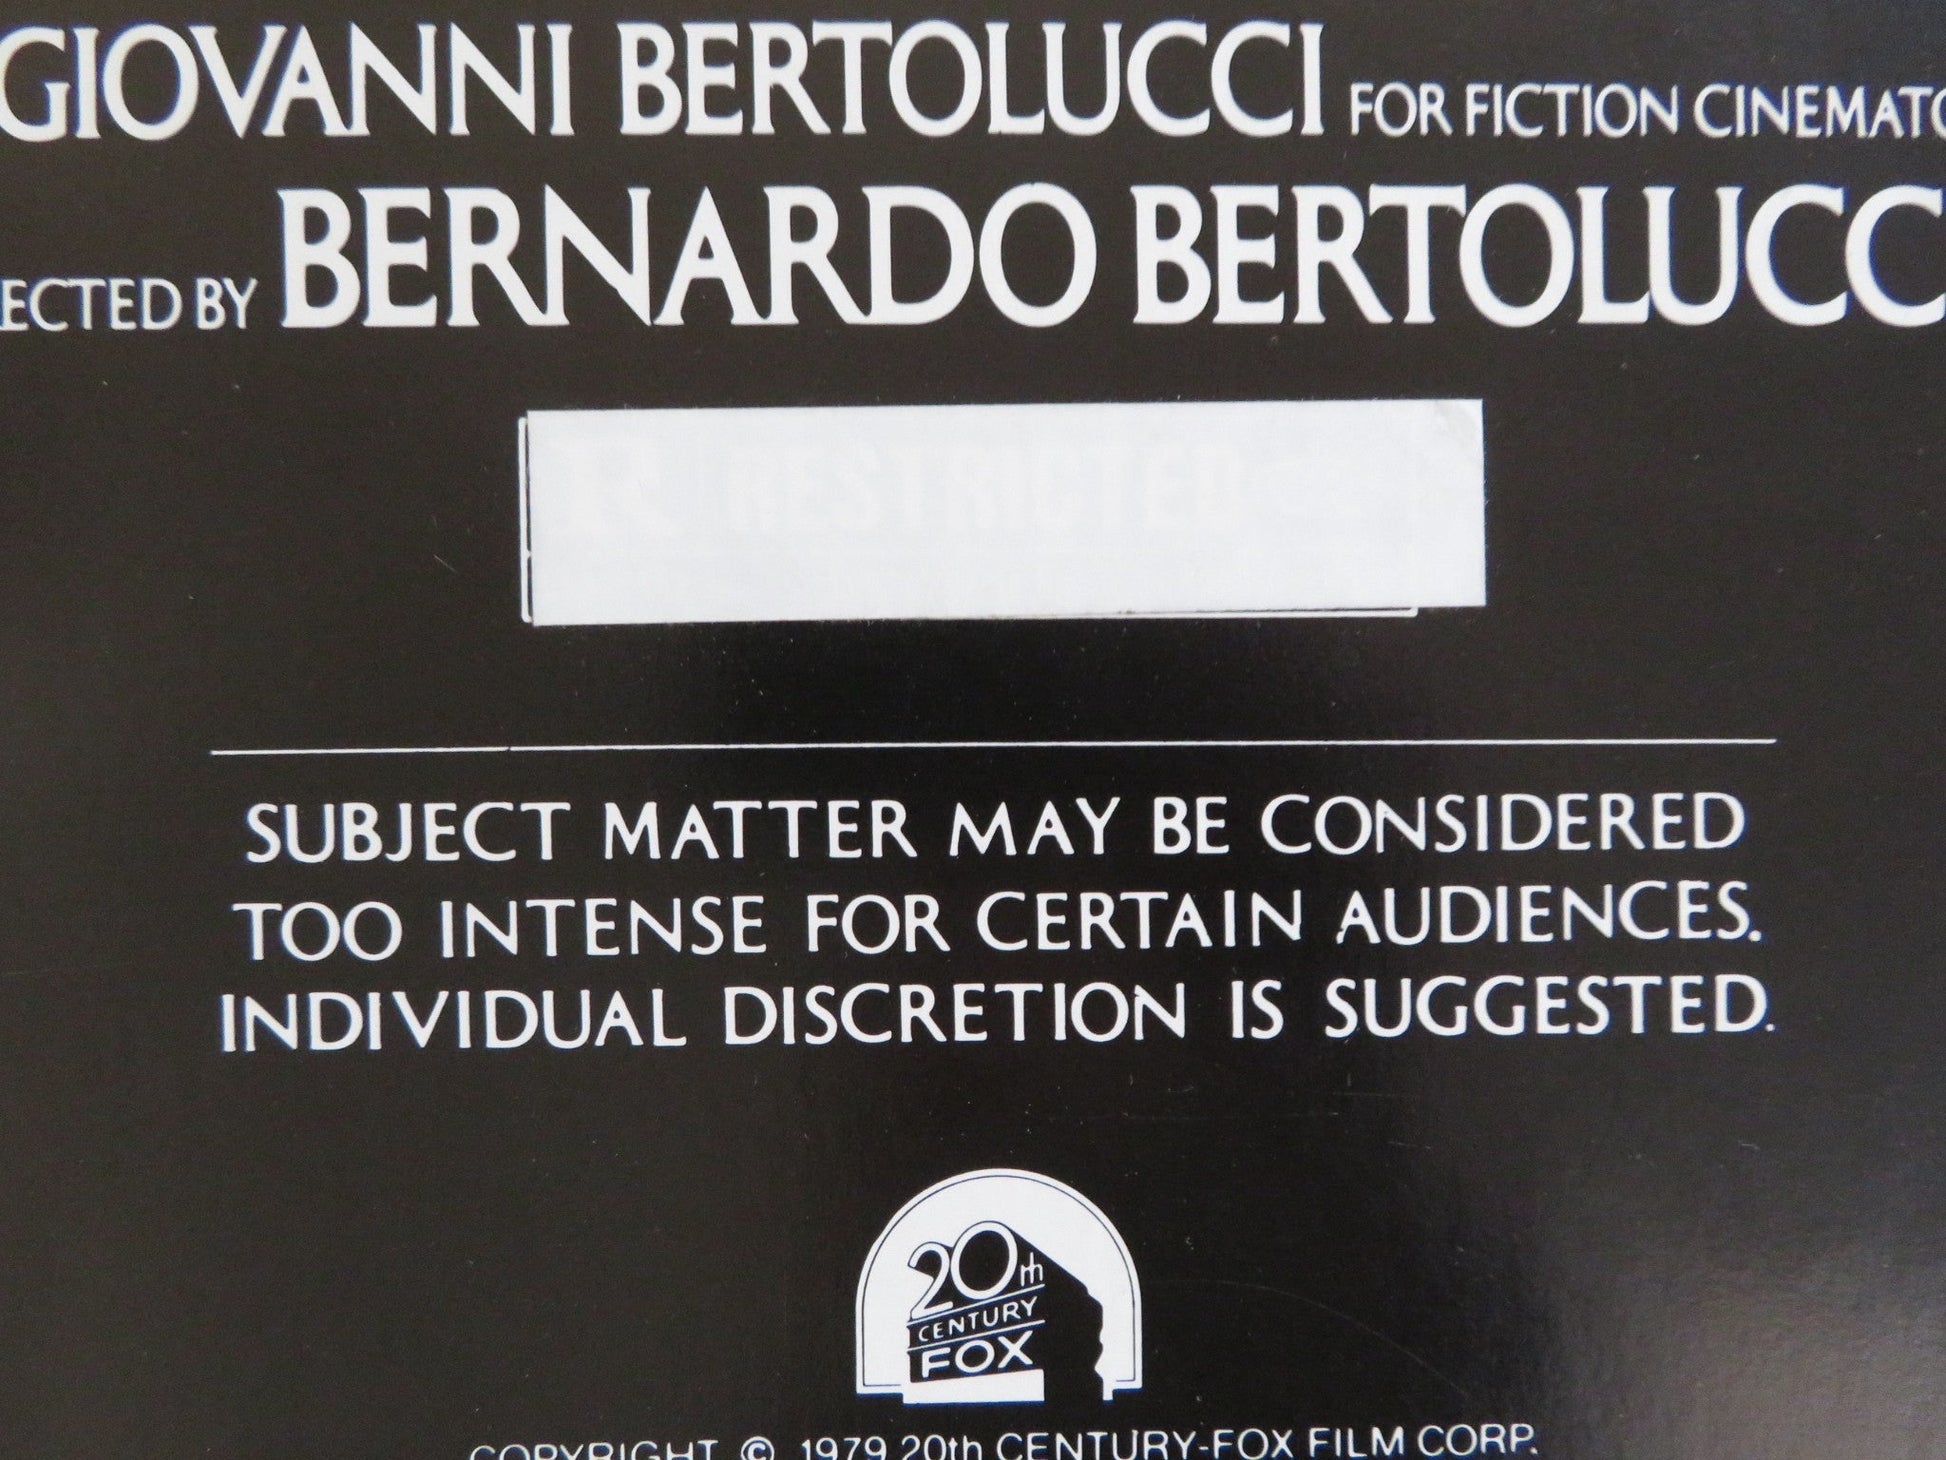 GIOVANNI BERTOLUCCI FOR FICTION CINEMATO
ECTED BY BERNARDO BERTOLUCC
R RESTRICTED
SUBJECT MATTER MAY BE CONSIDERED
TOO INTENSE FOR CERTAIN AUDIENCES.
INDIVIDUAL DISCRETION IS SUGGESTED.
20th
CENTURY
FOX
COPYRIGHT © 1979 20th CENTURY-FOX FILM CORP.